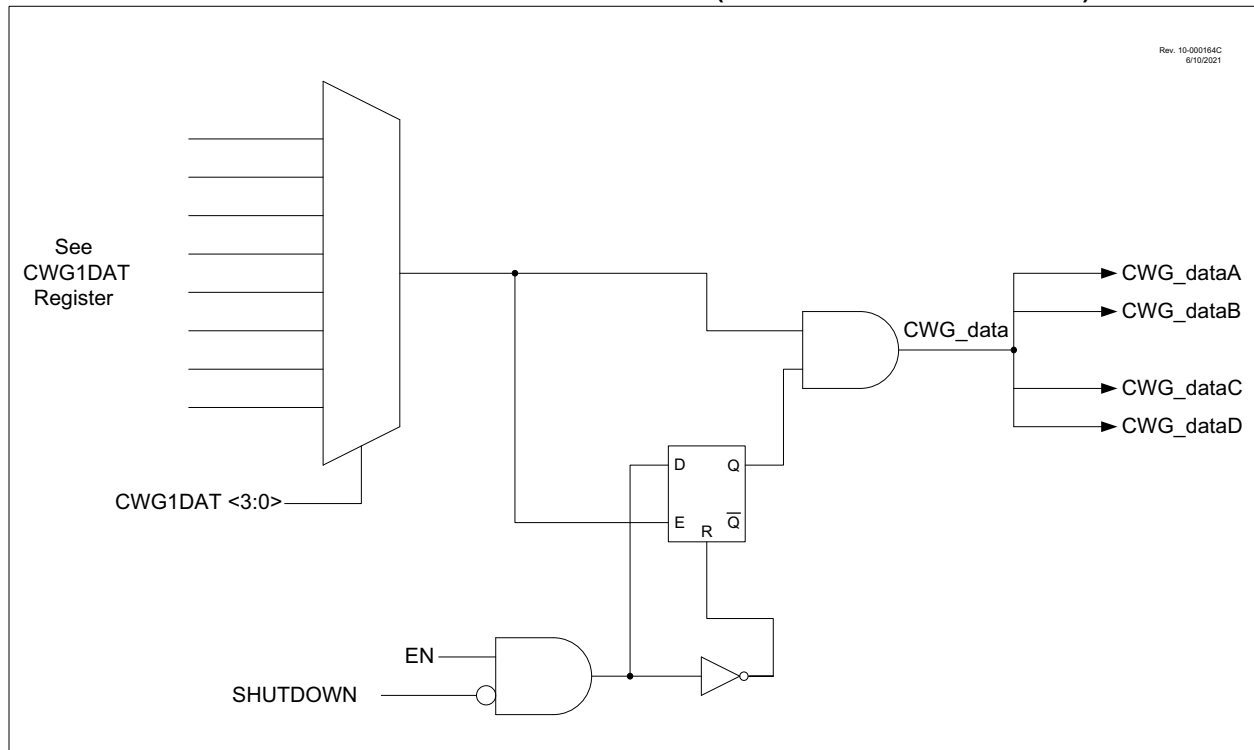 Rev. 10-000164C
6/10/2021
See
CWG1DAT
Register
CWG1DAT <3:0>
CWG_data
CWG_dataA
CWG_dataB
CWG_dataC
CWG_dataD
D
Q
E
Q̅
R
EN
SHUTDOWN